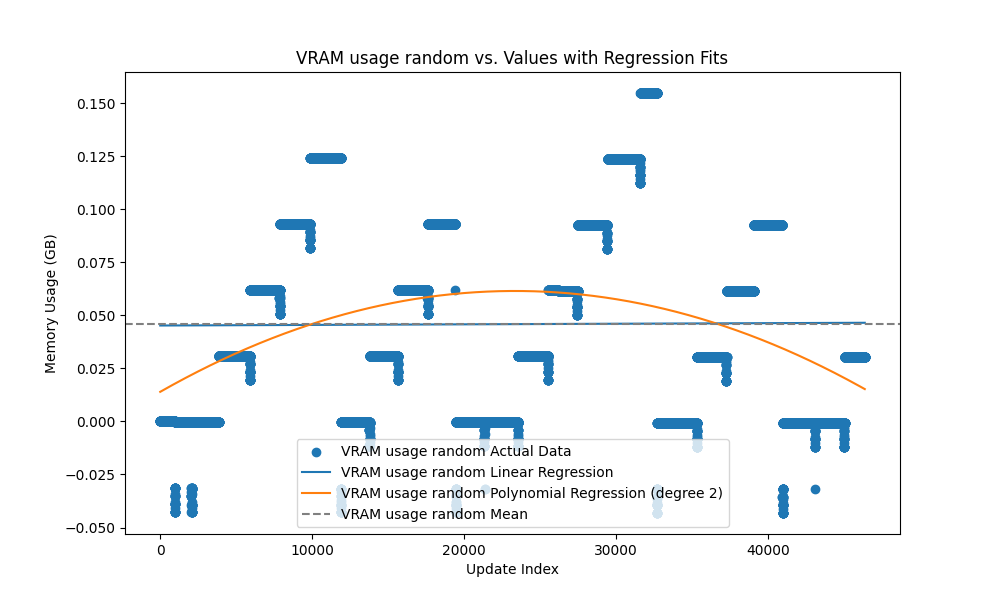 VRAM usage random vs. Values with Regression Fits
0.150
0.125
0.100
0.075
0.050
0.025
0.000
−0.025
−0.050
Memory Usage (GB)
VRAM usage random Actual Data
VRAM usage random Linear Regression
VRAM usage random Polynomial Regression (degree 2)
VRAM usage random Mean
0 10000 20000 30000 40000
Update Index